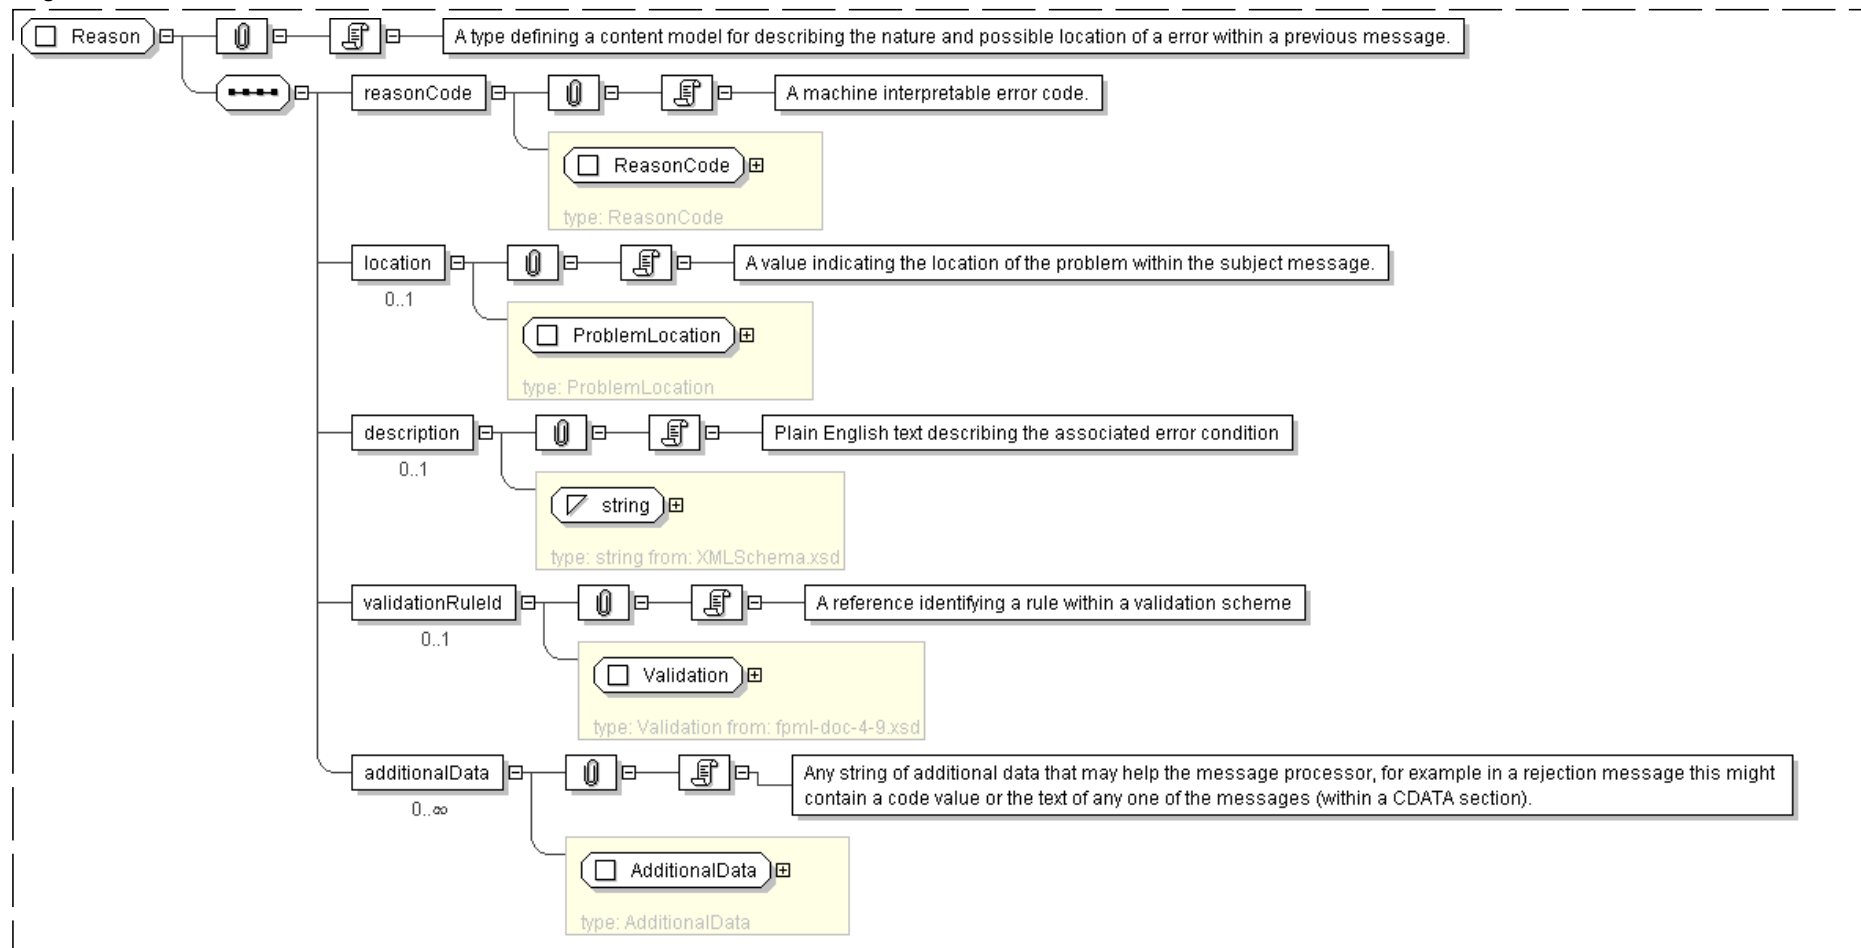 Reason
A type defining a content model for describing the nature and possible location of a error within a previous message.
reasonCode
A machine interpretable error code.
ReasonCode
type: ReasonCode
location
A value indicating the location of the problem within the subject message.
0..1
ProblemLocation
type: ProblemLocation
description
Plain English text describing the associated error condition
0..1
string
type: string from: XMLSchema.xsd
validationRuleId
A reference identifying a rule within a validation scheme
0..1
Validation
type: Validation from: fpml-doc-4-9.xsd
additionalData
Any string of additional data that may help the message processor, for example in a rejection message this might
contain a code value or the text of any one of the messages (within a CDATA section).
0..∞
AdditionalData
type: AdditionalData